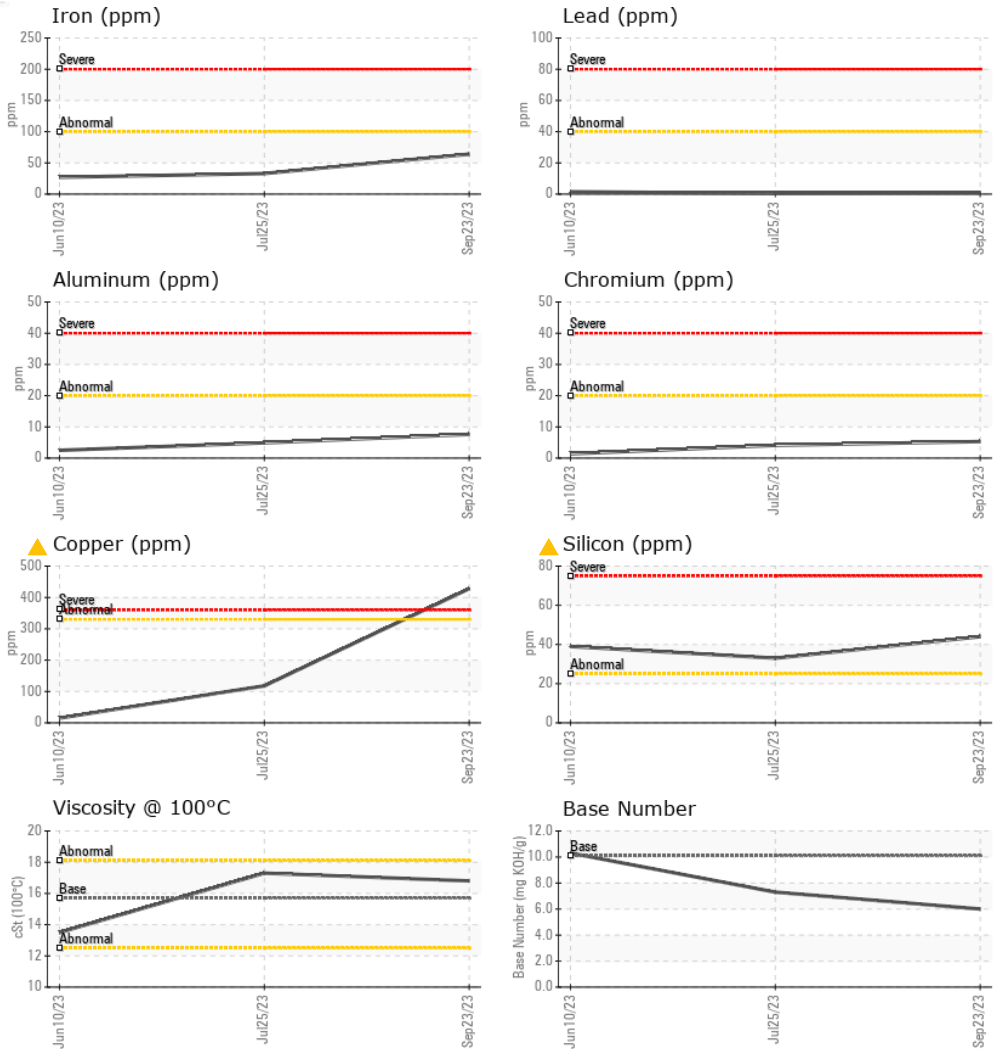 Iron (ppm)
250
200
150
100
50
0
ppm
Severe
Abnormal
Jun10/23
Jul25/23
Sep23/23
Lead (ppm)
100
80
60
40
20
0
ppm
Severe
Abnormal
Jun10/23
Jul25/23
Sep23/23
Aluminum (ppm)
50
40
30
20
10
0
ppm
Severe
Abnormal
Jun10/23
Jul25/23
Sep23/23
Chromium (ppm)
50
40
30
20
10
0
ppm
Severe
Abnormal
Jun10/23
Jul25/23
Sep23/23
Copper (ppm)
500
400
300
200
100
0
ppm
Severe
Abnormal
Jun10/23
Jul25/23
Sep23/23
Silicon (ppm)
80
60
40
20
0
ppm
Severe
Abnormal
Jun10/23
Jul25/23
Sep23/23
Viscosity @ 100°C
20
18
16
14
12
10
cSt (100°C)
Abnormal
Base
Abnormal
Jun10/23
Jul25/23
Sep23/23
Base Number
12.0
10.0
8.0
6.0
4.0
2.0
0.0
Base Number (mg KOH/g)
Base
Jun10/23
Jul25/23
Sep23/23